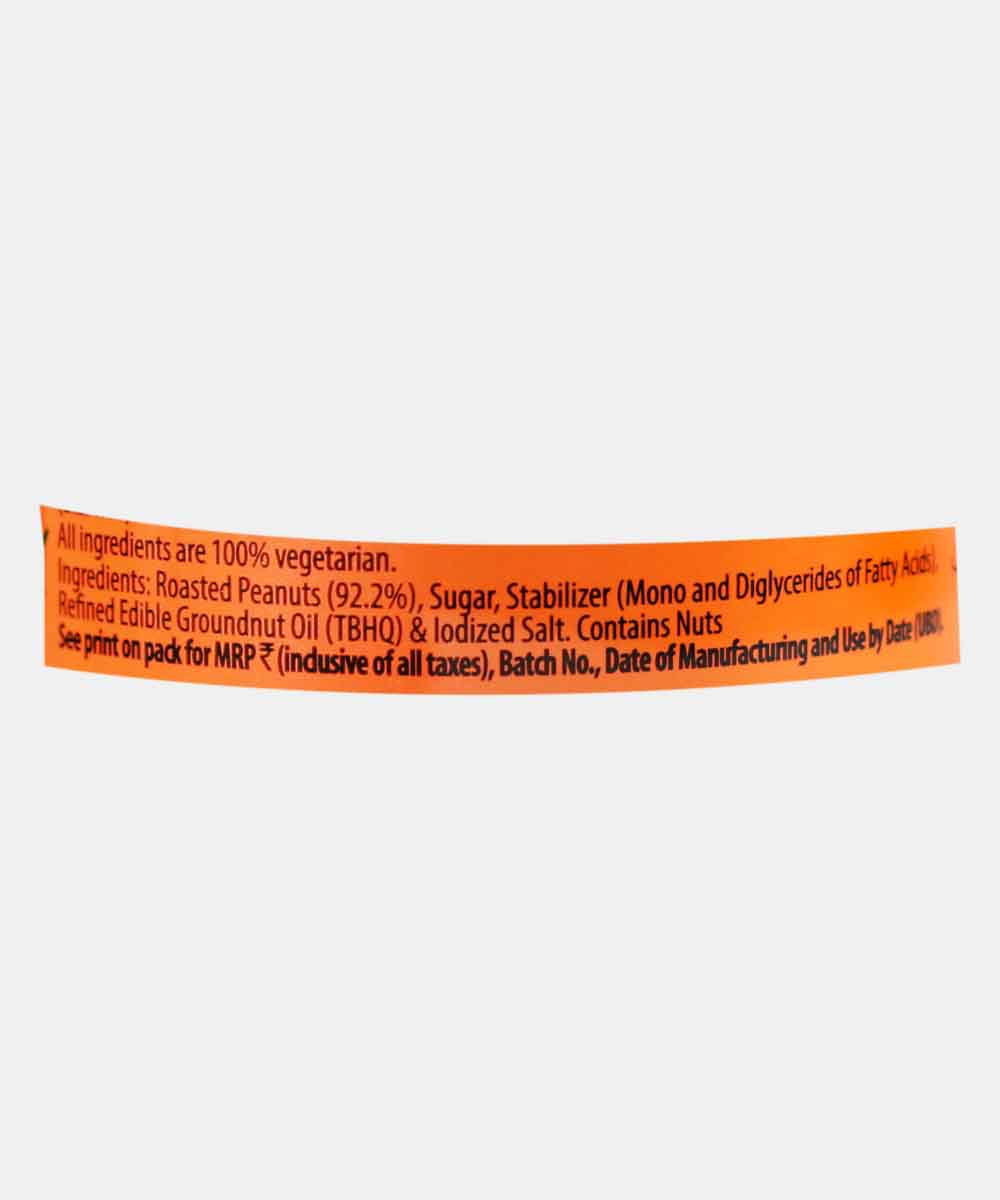 All ingredients are 100% vegetarian.
Ingredients: Roasted Peanuts (92.2%), Sugar, Stabilizer (Mono and Diglycerides of Fatty Acids),
Refined Edible Groundnut Oil (TBHQ) & Iodized Salt. Contains Nuts
See print on pack for MRP ₹ (inclusive of all taxes), Batch No., Date of Manufacturing and Use by Date (UBD).